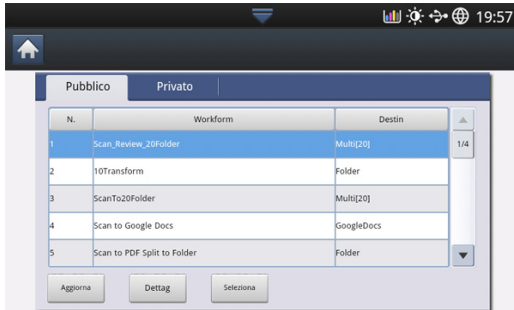 19:57
Pubblico Privato
N. Workform Destin
1 Scan_Review_20Folder Multi[20] 1/4
2 10Transform Folder
3 ScanTo20Folder Multi[20]
4 Scan to Google Docs GoogleDocs
5 Scan to PDF Split to Folder Folder
Aggiorna Dettag Seleziona